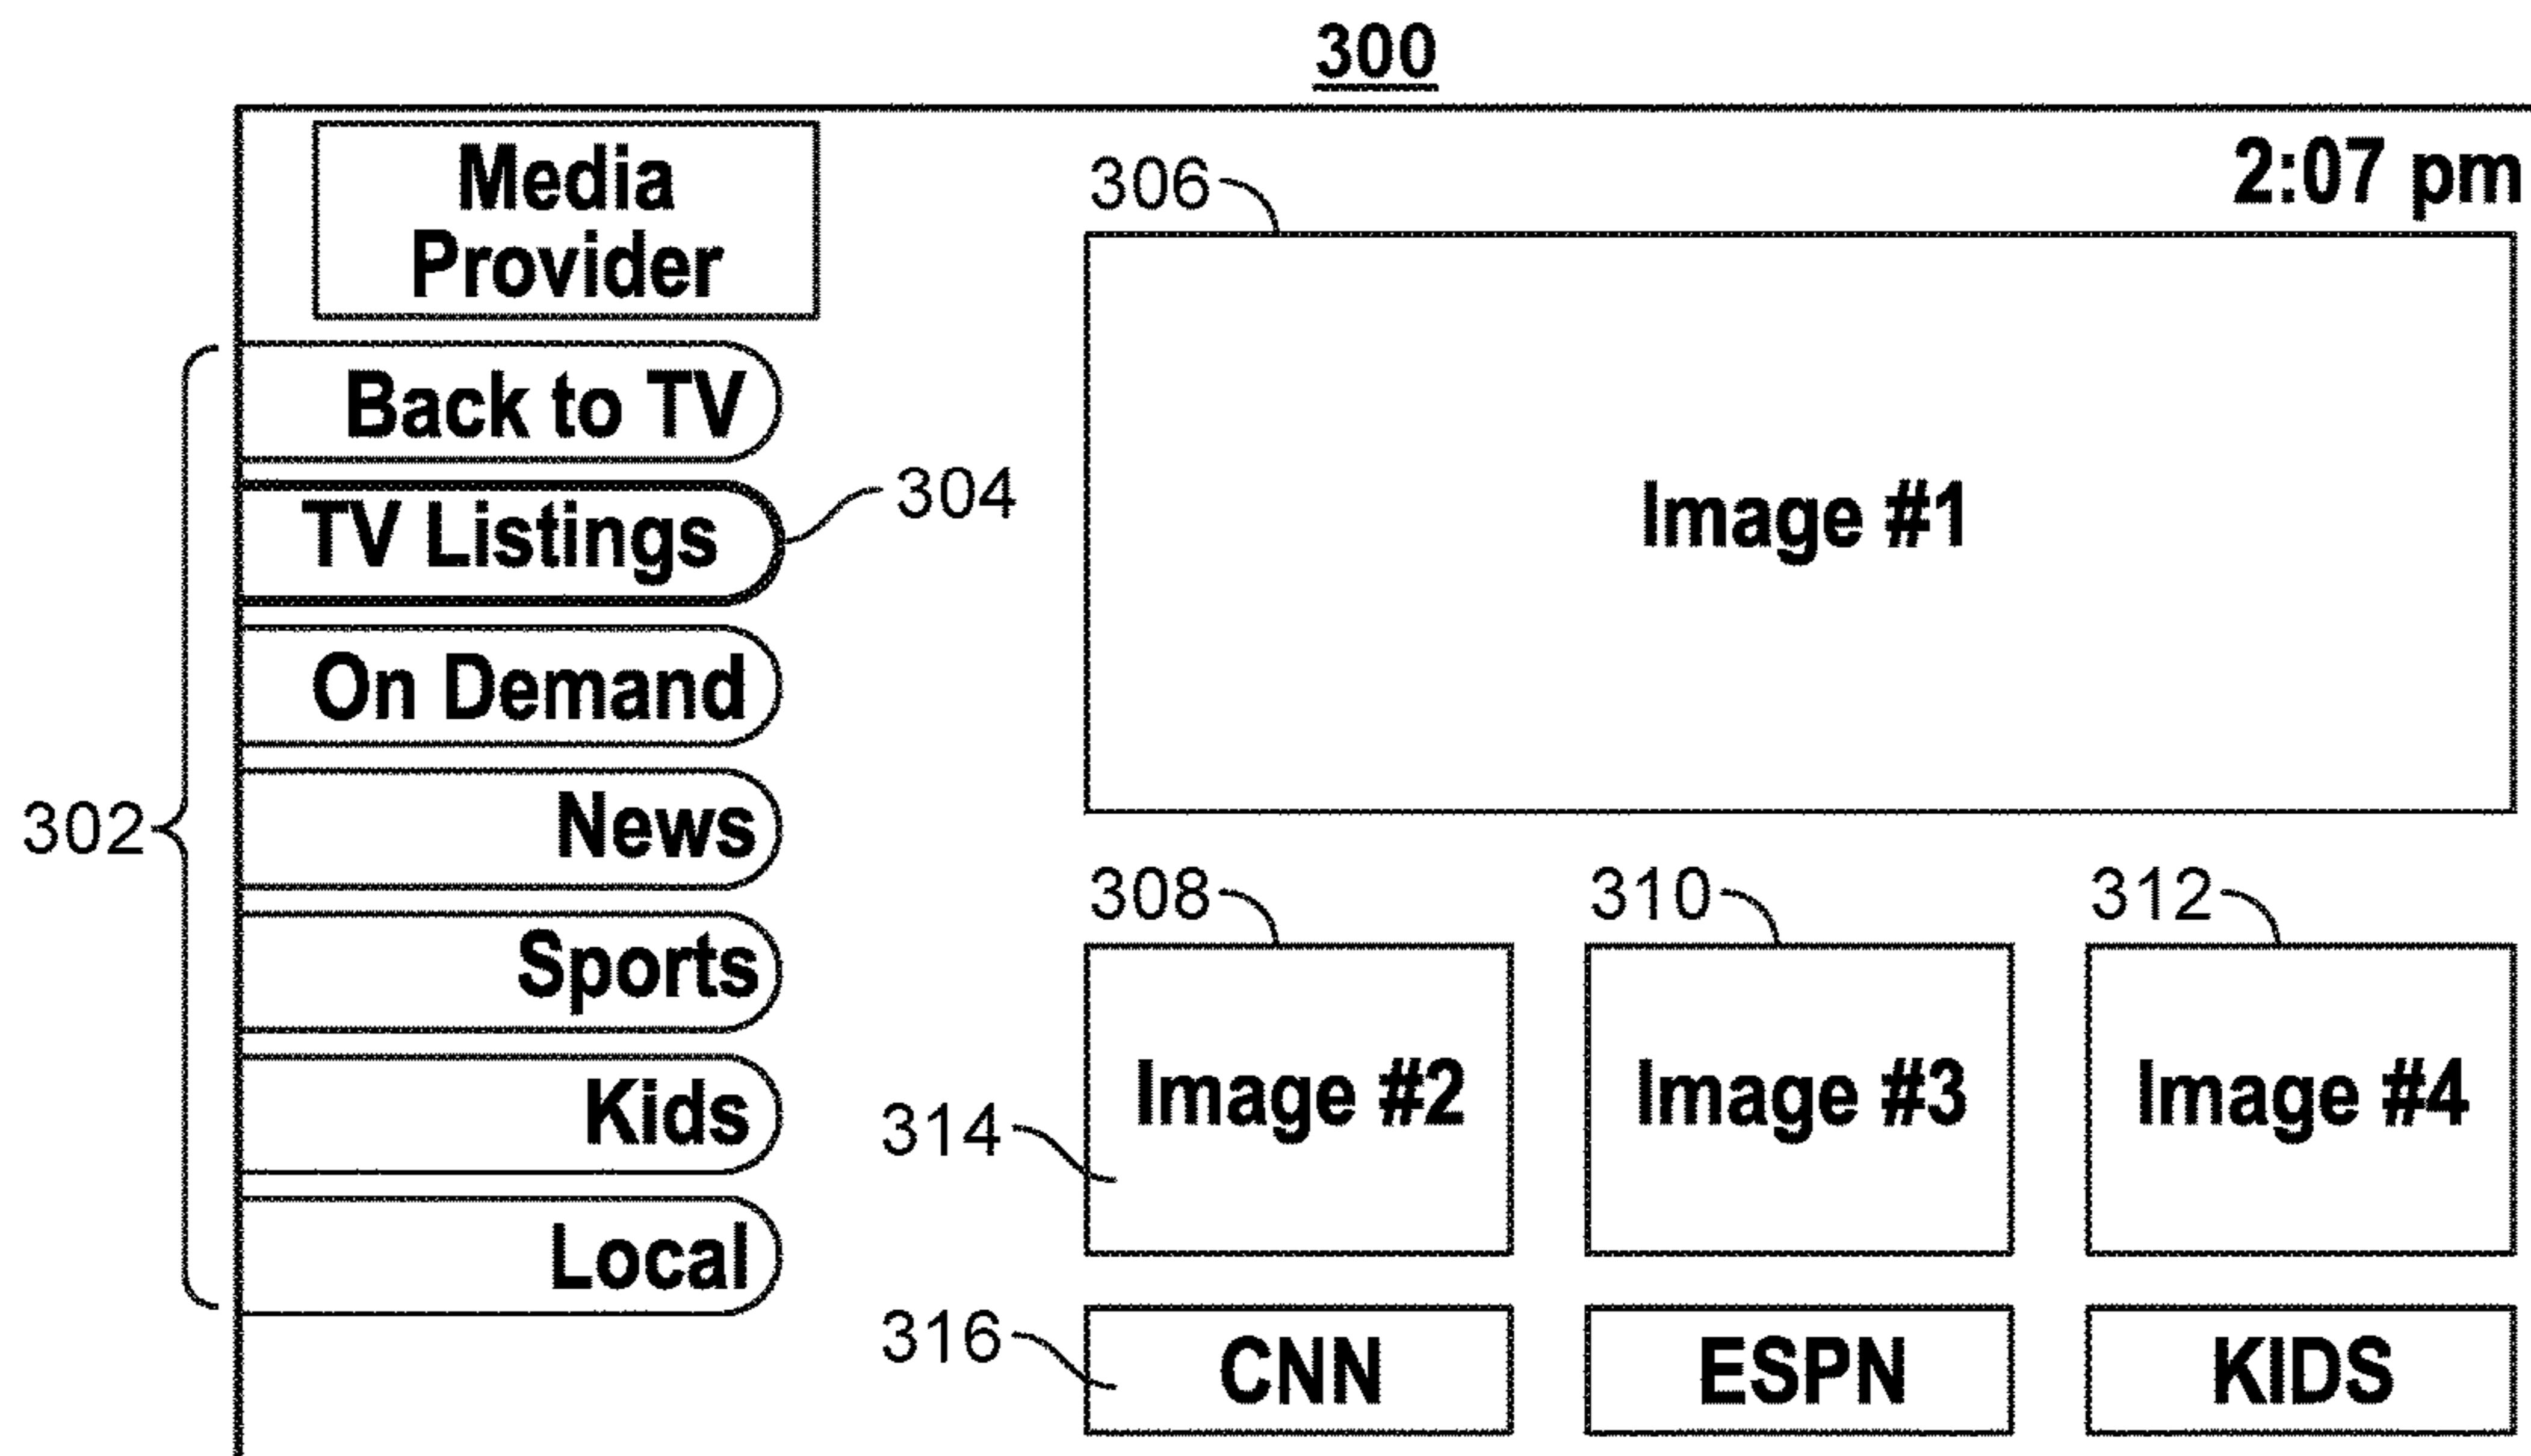 300
Media
Provider
2:07 pm
306
Back to TV
TV Listings
304
Image #1
On Demand
302
News
308
310
312
Sports
Image #2
Image #3
Image #4
Kids
314
Local
316
CNN
ESPN
KIDS